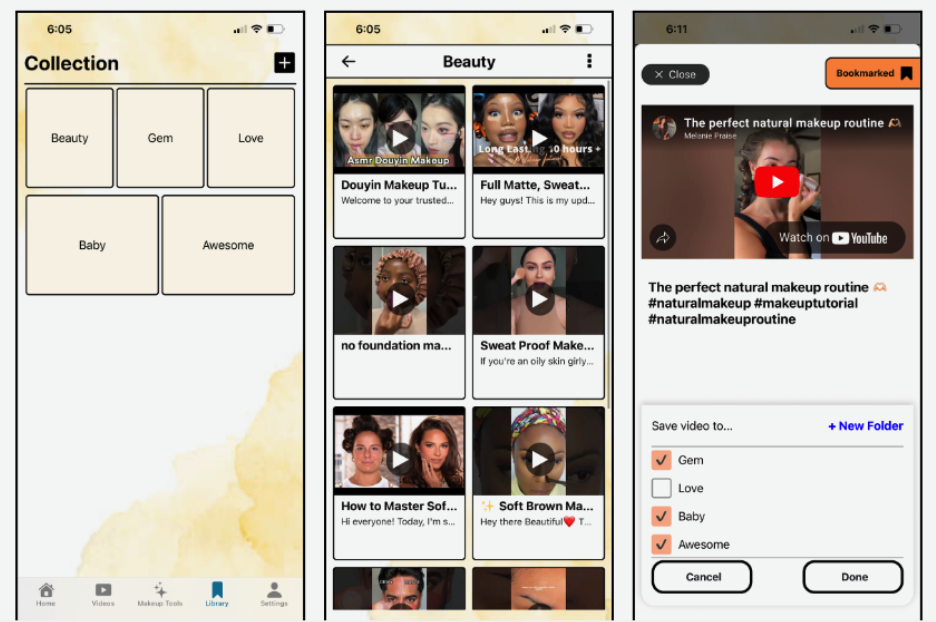 6:05
Collection
Beauty
Gem
Love
Baby
Awesome
Home
Videos
Makeup Tools
Library
Settings
6:05
Beauty
Asmr Douyin Makeup
Douyin Makeup Tu...
Welcome to your trusted...
Long Lasting 10 hours +
Full Matte, Sweat...
Hey guys! This is my upd...
no foundation ma...
Sweat Proof Make...
If you're an oily skin girly...
How to Master Sof...
Hi everyone! Today, I'm s...
✨ Soft Brown Ma...
Hey there Beautiful❤️ T...
6:11
× Close
Bookmarked
The perfect natural makeup routine 🫶🏼
Melanie Praise
Watch on YouTube
The perfect natural makeup routine 🫶🏼
#naturalmakeup #makeuptutorial
#naturalmakeuproutine
Save video to...
+ New Folder
Gem
Love
Baby
Awesome
Cancel
Done